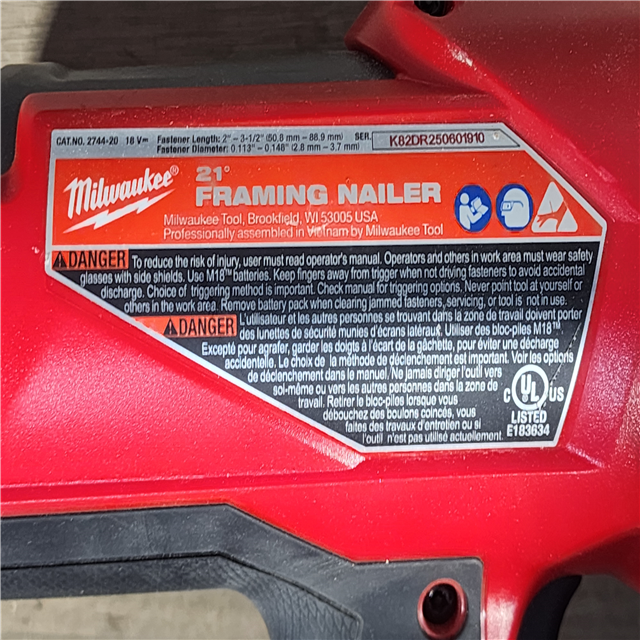 CAT.NO. 2744-20 18 V⎓ Fastener Length: 2" – 3-1/2" (50.8 mm – 88.9 mm) SER. K82DR250601910
Fastener Diameter: 0.113" – 0.148" (2.8 mm – 3.7 mm)
Milwaukee®
21°
FRAMING NAILER
Milwaukee Tool, Brookfield, WI 53005 USA
Professionally assembled in Vietnam by Milwaukee Tool
DANGER To reduce the risk of injury, user must read operator's manual. Operators and others in work area must wear safety
glasses with side shields. Use M18™ batteries. Keep fingers away from trigger when not driving fasteners to avoid accidental
discharge. Choice of triggering method is important. Check manual for triggering options. Never point tool at yourself or
others in the work area. Remove battery pack when clearing jammed fasteners, servicing, or tool is not in use.
DANGER L'utilisateur et les autres personnes se trouvant dans la zone de travail doivent porter
des lunettes de sécurité munies d'écrans latéraux. Utiliser des bloc-piles M18™.
Excepté pour agrafer, garder les doigts à l'écart de la gâchette, pour éviter une décharge
accidentelle. Le choix de la méthode de déclenchement est important. Voir les options
de déclenchement dans le manuel. Ne jamais diriger l'outil vers
soi-même ou vers les autres personnes dans la zone de
travail. Retirer le bloc-piles lorsque vous
débouchez des boulons coincés, vous
faites des travaux d'entretien ou si
l'outil n'est pas utilisé actuellement.
C UL US
LISTED
E183634